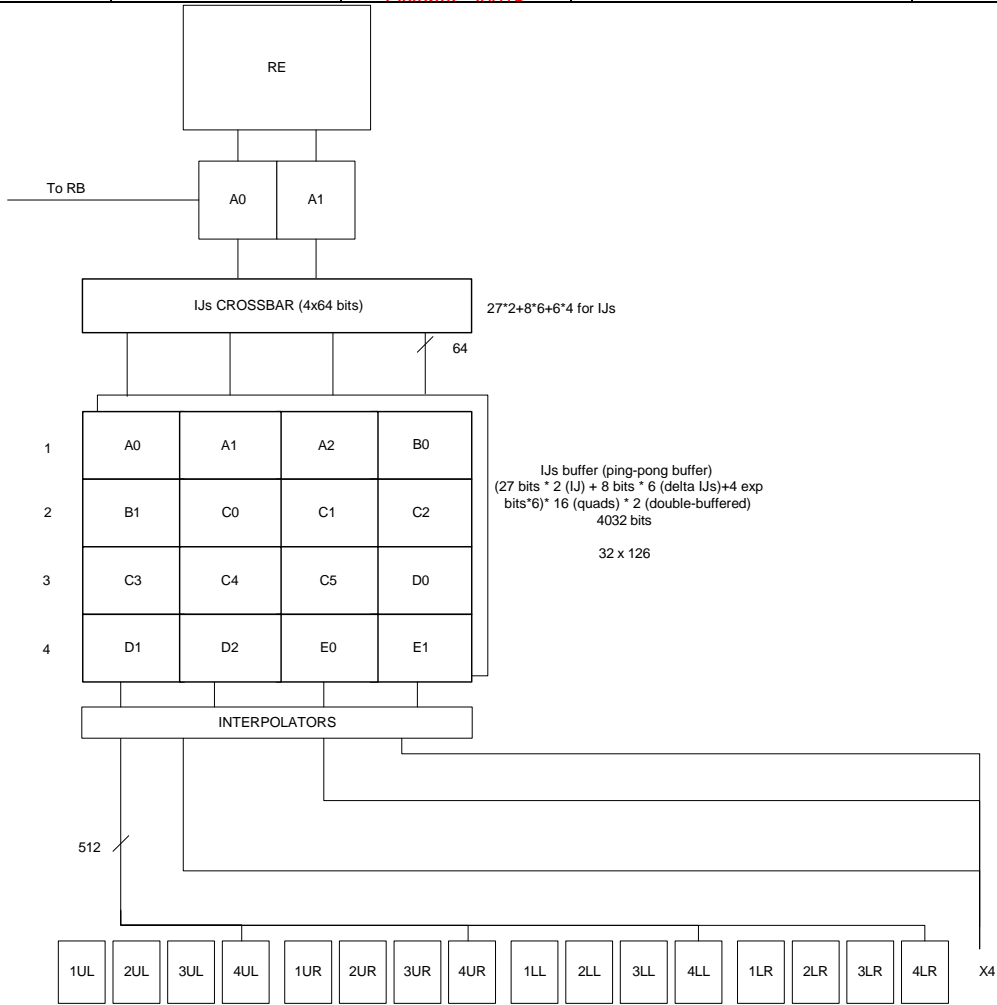 RE
To RB
A0 A1
IJs CROSSBAR (4x64 bits)
27*2+8*6+6*4 for IJs
64
1 A0 A1 A2 B0
2 B1 C0 C1 C2
3 C3 C4 C5 D0
4 D1 D2 E0 E1
IJs buffer (ping-pong buffer)
(27 bits * 2 (IJ) + 8 bits * 6 (delta IJs)+4 exp
bits*6)* 16 (quads) * 2 (double-buffered)
4032 bits
32 x 126
INTERPOLATORS
512
1UL 2UL 3UL 4UL 1UR 2UR 3UR 4UR 1LL 2LL 3LL 4LL 1LR 2LR 3LR 4LR X4